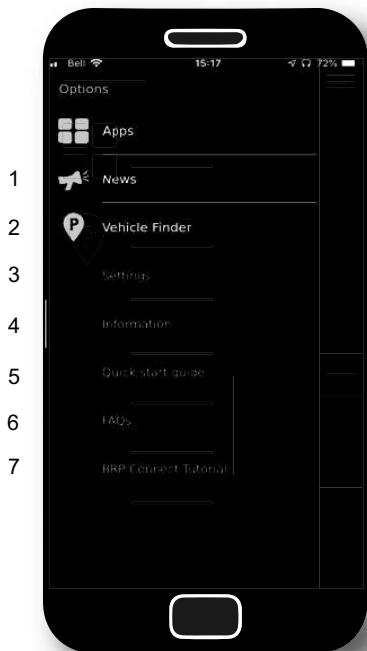 Bell 15:17 72%
Options
Apps
1 News
2 P Vehicle Finder
3 Settings
4 Information
5 Quick start guide
6 FAQs
7 BRP Connect Tutorial